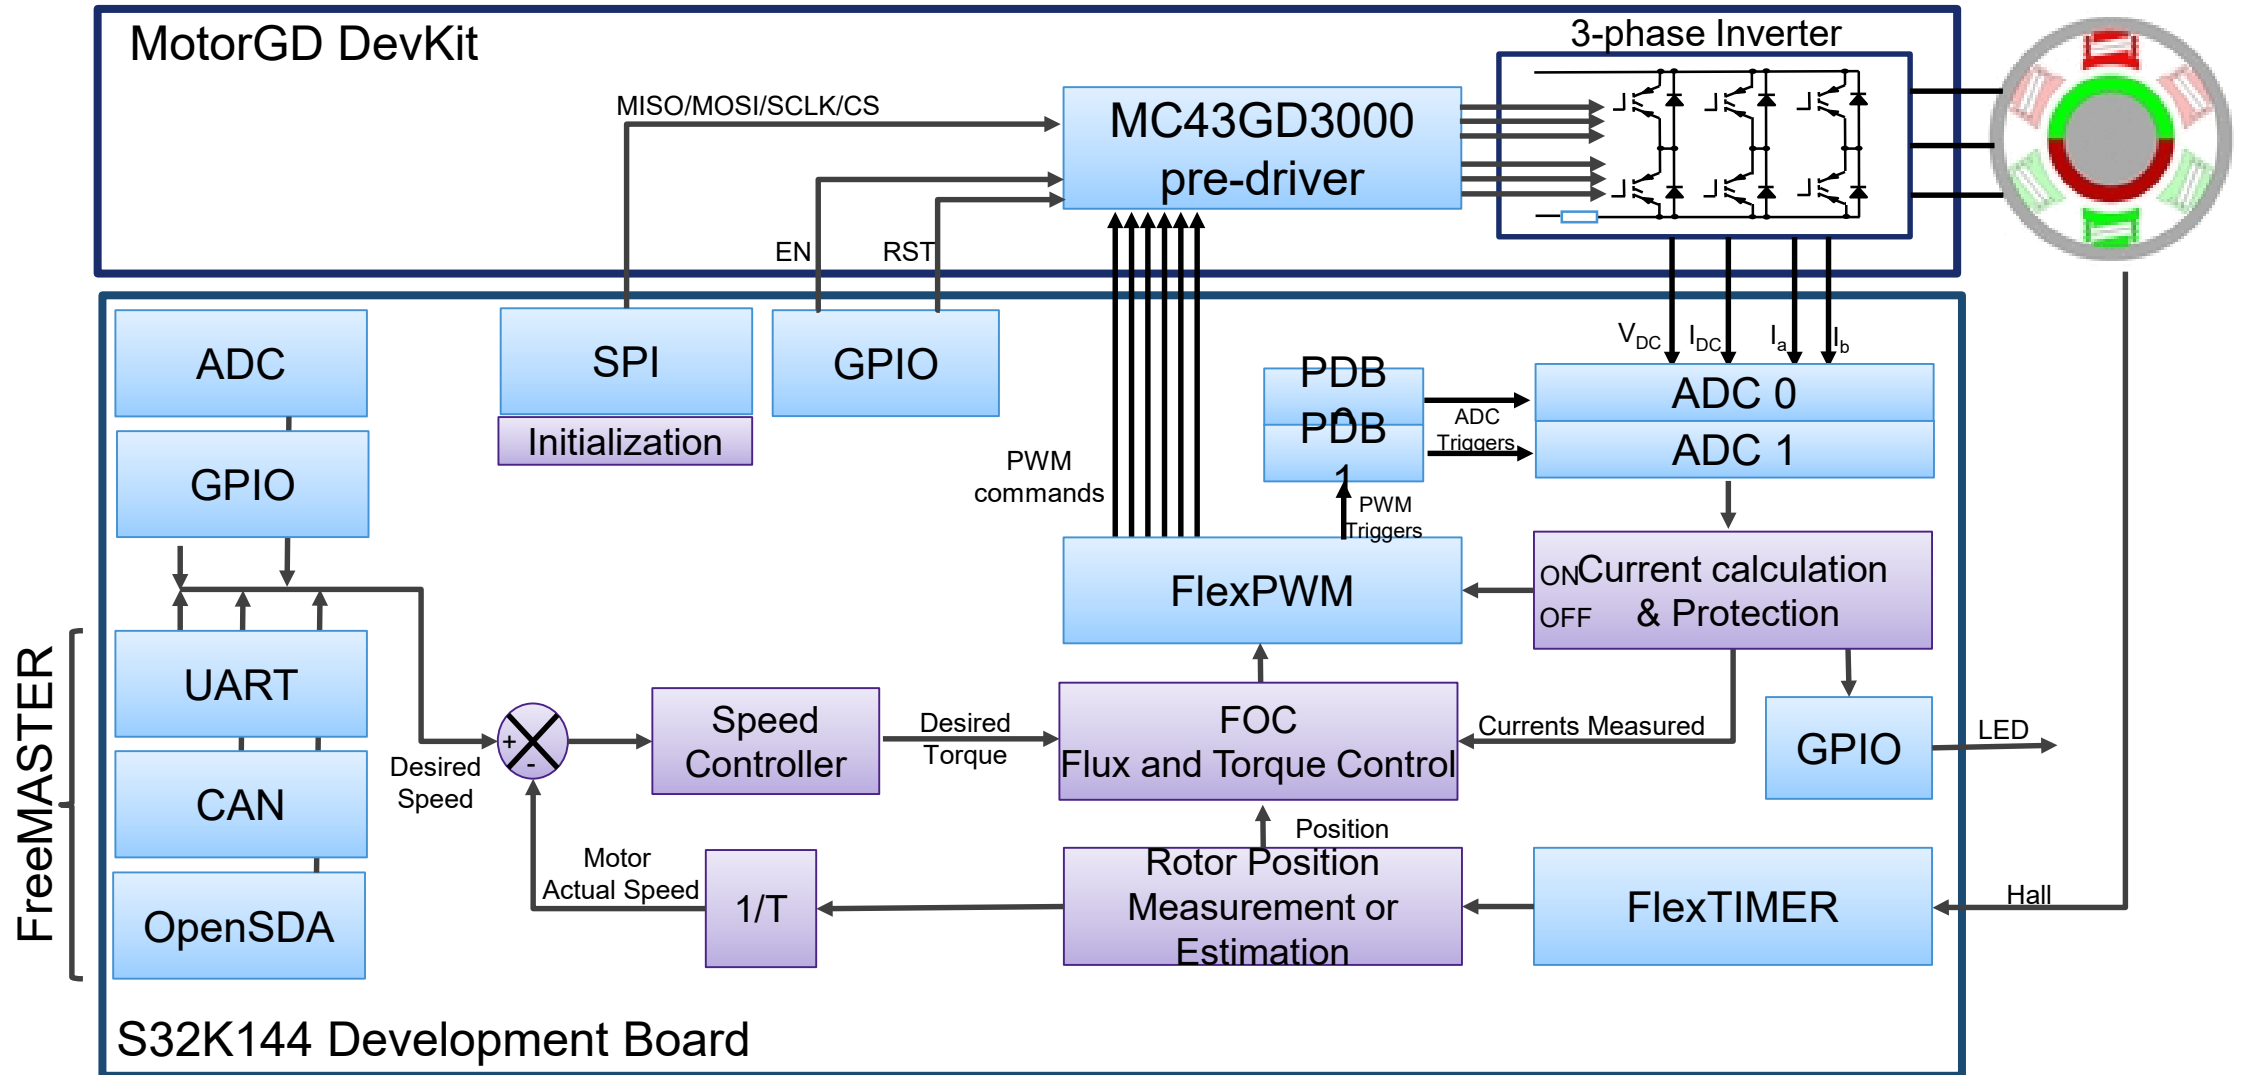 MotorGD DevKit
3-phase Inverter
MISO/MOSI/SCLK/CS
MC43GD3000
pre-driver
EN
RST
ADC
SPI
GPIO
Initialization
GPIO
PWM
commands
PDB
0
PDB
1
ADC
Triggers
PWM
Triggers
VDC
IDC
Ia
Ib
ADC 0
ADC 1
FlexPWM
ON
OFF
Current calculation
& Protection
FreeMASTER
UART
CAN
OpenSDA
Desired
Speed
+
-
Speed
Controller
Desired
Torque
FOC
Flux and Torque Control
Currents Measured
GPIO
LED
Position
Motor
Actual Speed
1/T
Rotor Position
Measurement or
Estimation
FlexTIMER
Hall
S32K144 Development Board